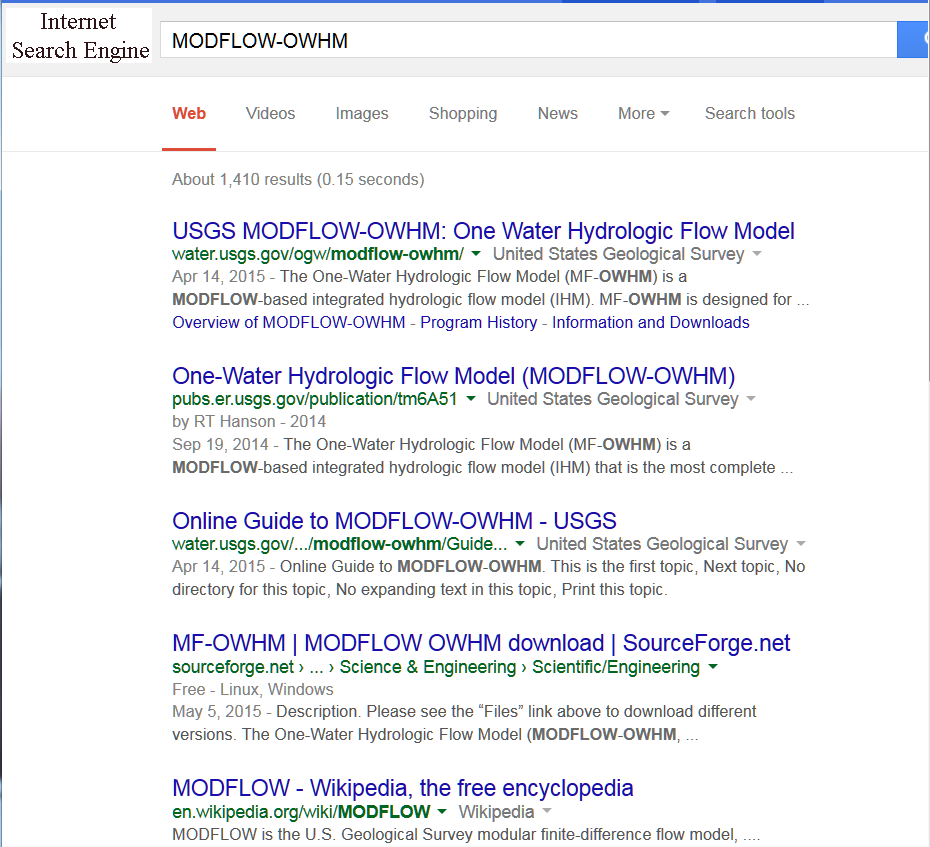 Internet
Search Engine
MODFLOW-OWHM
Web Videos Images Shopping News More Search tools
About 1,410 results (0.15 seconds)
USGS MODFLOW-OWHM: One Water Hydrologic Flow Model
water.usgs.gov/ogw/modflow-owhm/ United States Geological Survey
Apr 14, 2015 - The One-Water Hydrologic Flow Model (MF-OWHM) is a
MODFLOW-based integrated hydrologic flow model (IHM). MF-OWHM is designed for ...
Overview of MODFLOW-OWHM - Program History - Information and Downloads
One-Water Hydrologic Flow Model (MODFLOW-OWHM)
pubs.er.usgs.gov/publication/tm6A51 United States Geological Survey
by RT Hanson - 2014
Sep 19, 2014 - The One-Water Hydrologic Flow Model (MF-OWHM) is a
MODFLOW-based integrated hydrologic flow model (IHM) that is the most complete ...
Online Guide to MODFLOW-OWHM - USGS
water.usgs.gov/.../modflow-owhm/Guide... United States Geological Survey
Apr 14, 2015 - Online Guide to MODFLOW-OWHM. This is the first topic, Next topic, No
directory for this topic, No expanding text in this topic, Print this topic.
MF-OWHM | MODFLOW OWHM download | SourceForge.net
sourceforge.net › ... › Science & Engineering › Scientific/Engineering
Free - Linux, Windows
May 5, 2015 - Description. Please see the “Files” link above to download different
versions. The One-Water Hydrologic Flow Model (MODFLOW-OWHM, ...
MODFLOW - Wikipedia, the free encyclopedia
en.wikipedia.org/wiki/MODFLOW Wikipedia
MODFLOW is the U.S. Geological Survey modular finite-difference flow model, ....